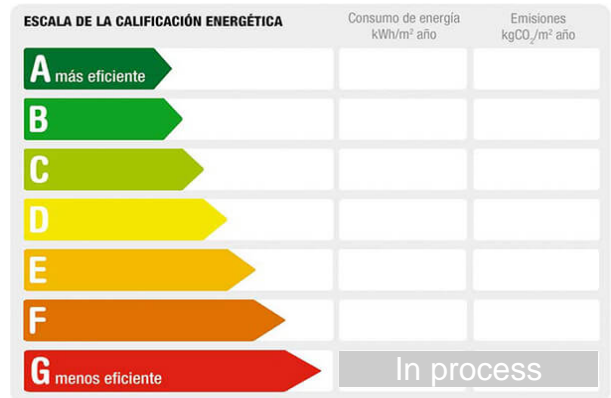 ESCALA DE LA CALIFICACIÓN ENERGÉTICA
Consumo de energía
kWh/m² año
Emisiones
kgCO₂/m² año
A más eficiente
B
C
D
E
F
G menos eficiente
In process